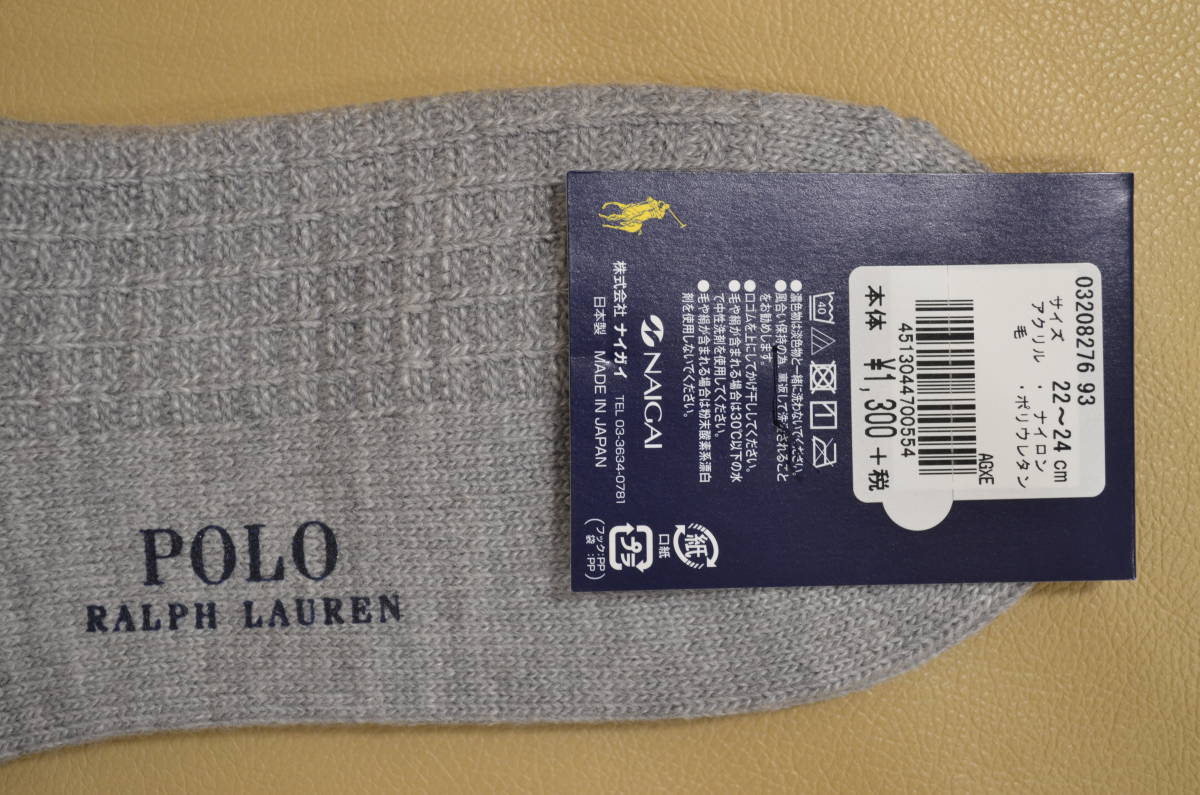 POLO
RALPH LAUREN
03208276 93
サイズ 22～24 cm
アクリル ・ ナイロン
毛 ・ ポリウレタン
AGXE
4513044700554
本体 ¥1,300 +税
40
●濃色物は淡色物と一緒に洗わないでください。
●風合い保持の為、裏返して洗濯されること
をお勧めします。
●口ゴムを上にしてかげ干ししてください。
●毛や絹が含まれる場合は30℃以下の水
で中性洗剤を使用してください。
●毛や絹が含まれる場合は粉末酸素系漂白
剤を使用しないでください。
NAIGAI
株式会社 ナイガイ TEL 03-3634-0781
日本製 MADE IN JAPAN
紙
口紙
プラ
(フック:PP
袋 :PP)